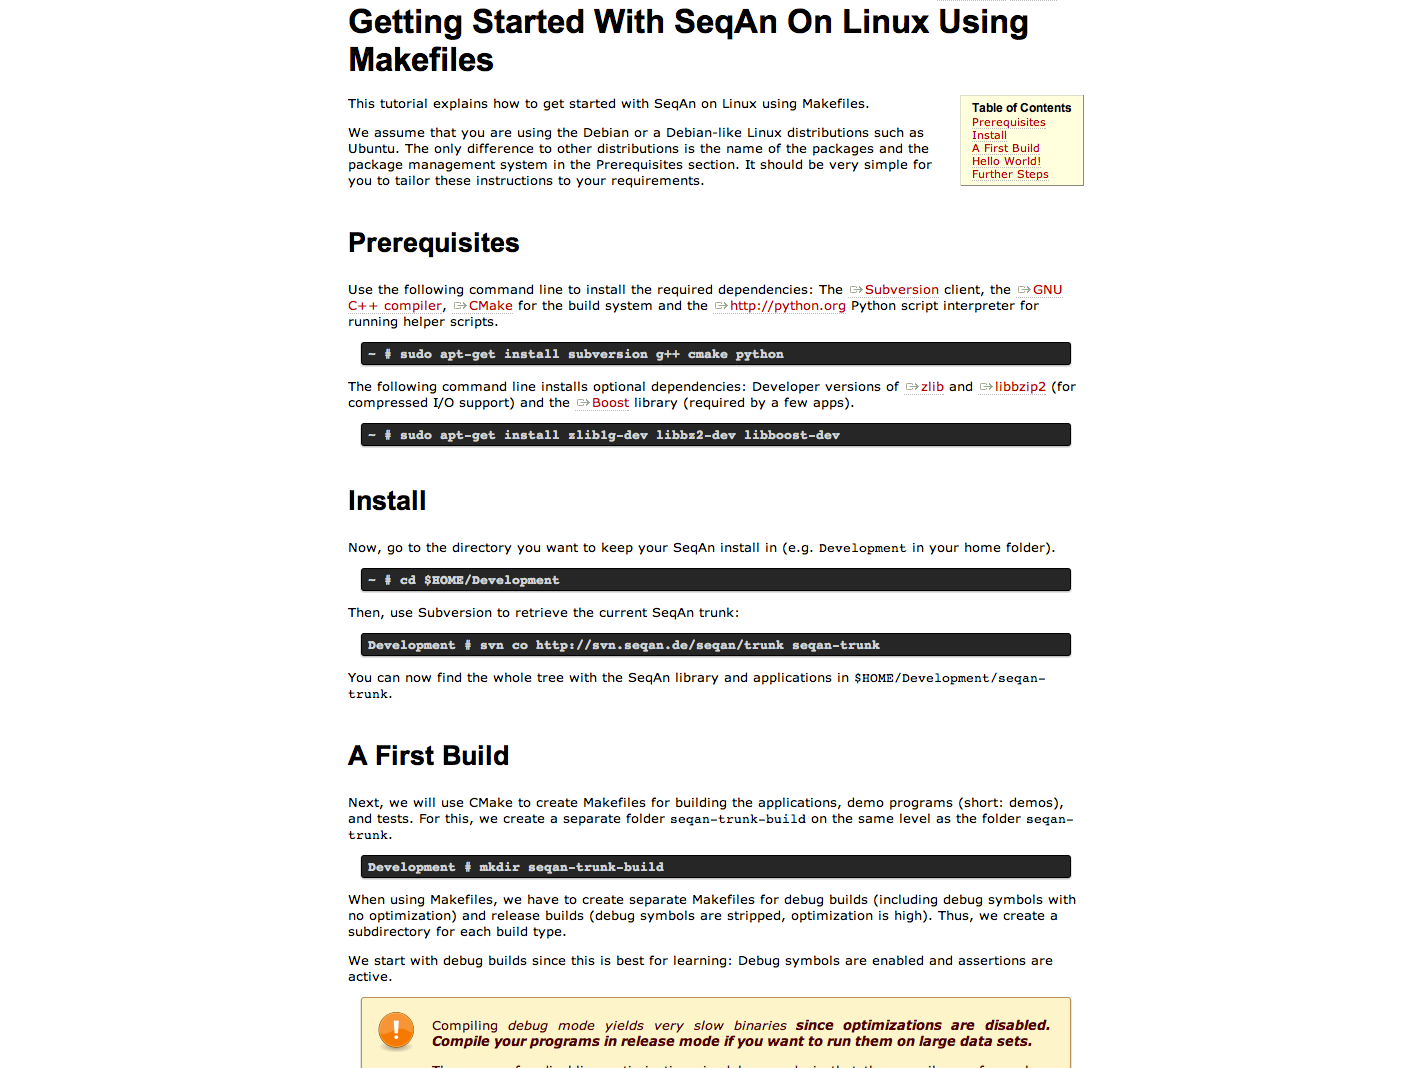 Getting Started With SeqAn On Linux Using
Makefiles
This tutorial explains how to get started with SeqAn on Linux using Makefiles.
We assume that you are using the Debian or a Debian-like Linux distributions such as
Ubuntu. The only difference to other distributions is the name of the packages and the
package management system in the Prerequisites section. It should be very simple for
you to tailor these instructions to your requirements.
Table of Contents
Prerequisites
Install
A First Build
Hello World!
Further Steps
Prerequisites
Use the following command line to install the required dependencies: The Subversion client, the GNU
C++ compiler, CMake for the build system and the http://python.org Python script interpreter for
running helper scripts.
~ # sudo apt-get install subversion g++ cmake python
The following command line installs optional dependencies: Developer versions of zlib and libbzip2 (for
compressed I/O support) and the Boost library (required by a few apps).
~ # sudo apt-get install zlib1g-dev libbz2-dev libboost-dev
Install
Now, go to the directory you want to keep your SeqAn install in (e.g. Development in your home folder).
~ # cd $HOME/Development
Then, use Subversion to retrieve the current SeqAn trunk:
Development # svn co http://svn.seqan.de/seqan/trunk seqan-trunk
You can now find the whole tree with the SeqAn library and applications in $HOME/Development/seqan-
trunk.
A First Build
Next, we will use CMake to create Makefiles for building the applications, demo programs (short: demos),
and tests. For this, we create a separate folder seqan-trunk-build on the same level as the folder seqan-
trunk.
Development # mkdir seqan-trunk-build
When using Makefiles, we have to create separate Makefiles for debug builds (including debug symbols with
no optimization) and release builds (debug symbols are stripped, optimization is high). Thus, we create a
subdirectory for each build type.
We start with debug builds since this is best for learning: Debug symbols are enabled and assertions are
active.
Compiling debug mode yields very slow binaries since optimizations are disabled.
Compile your programs in release mode if you want to run them on large data sets.